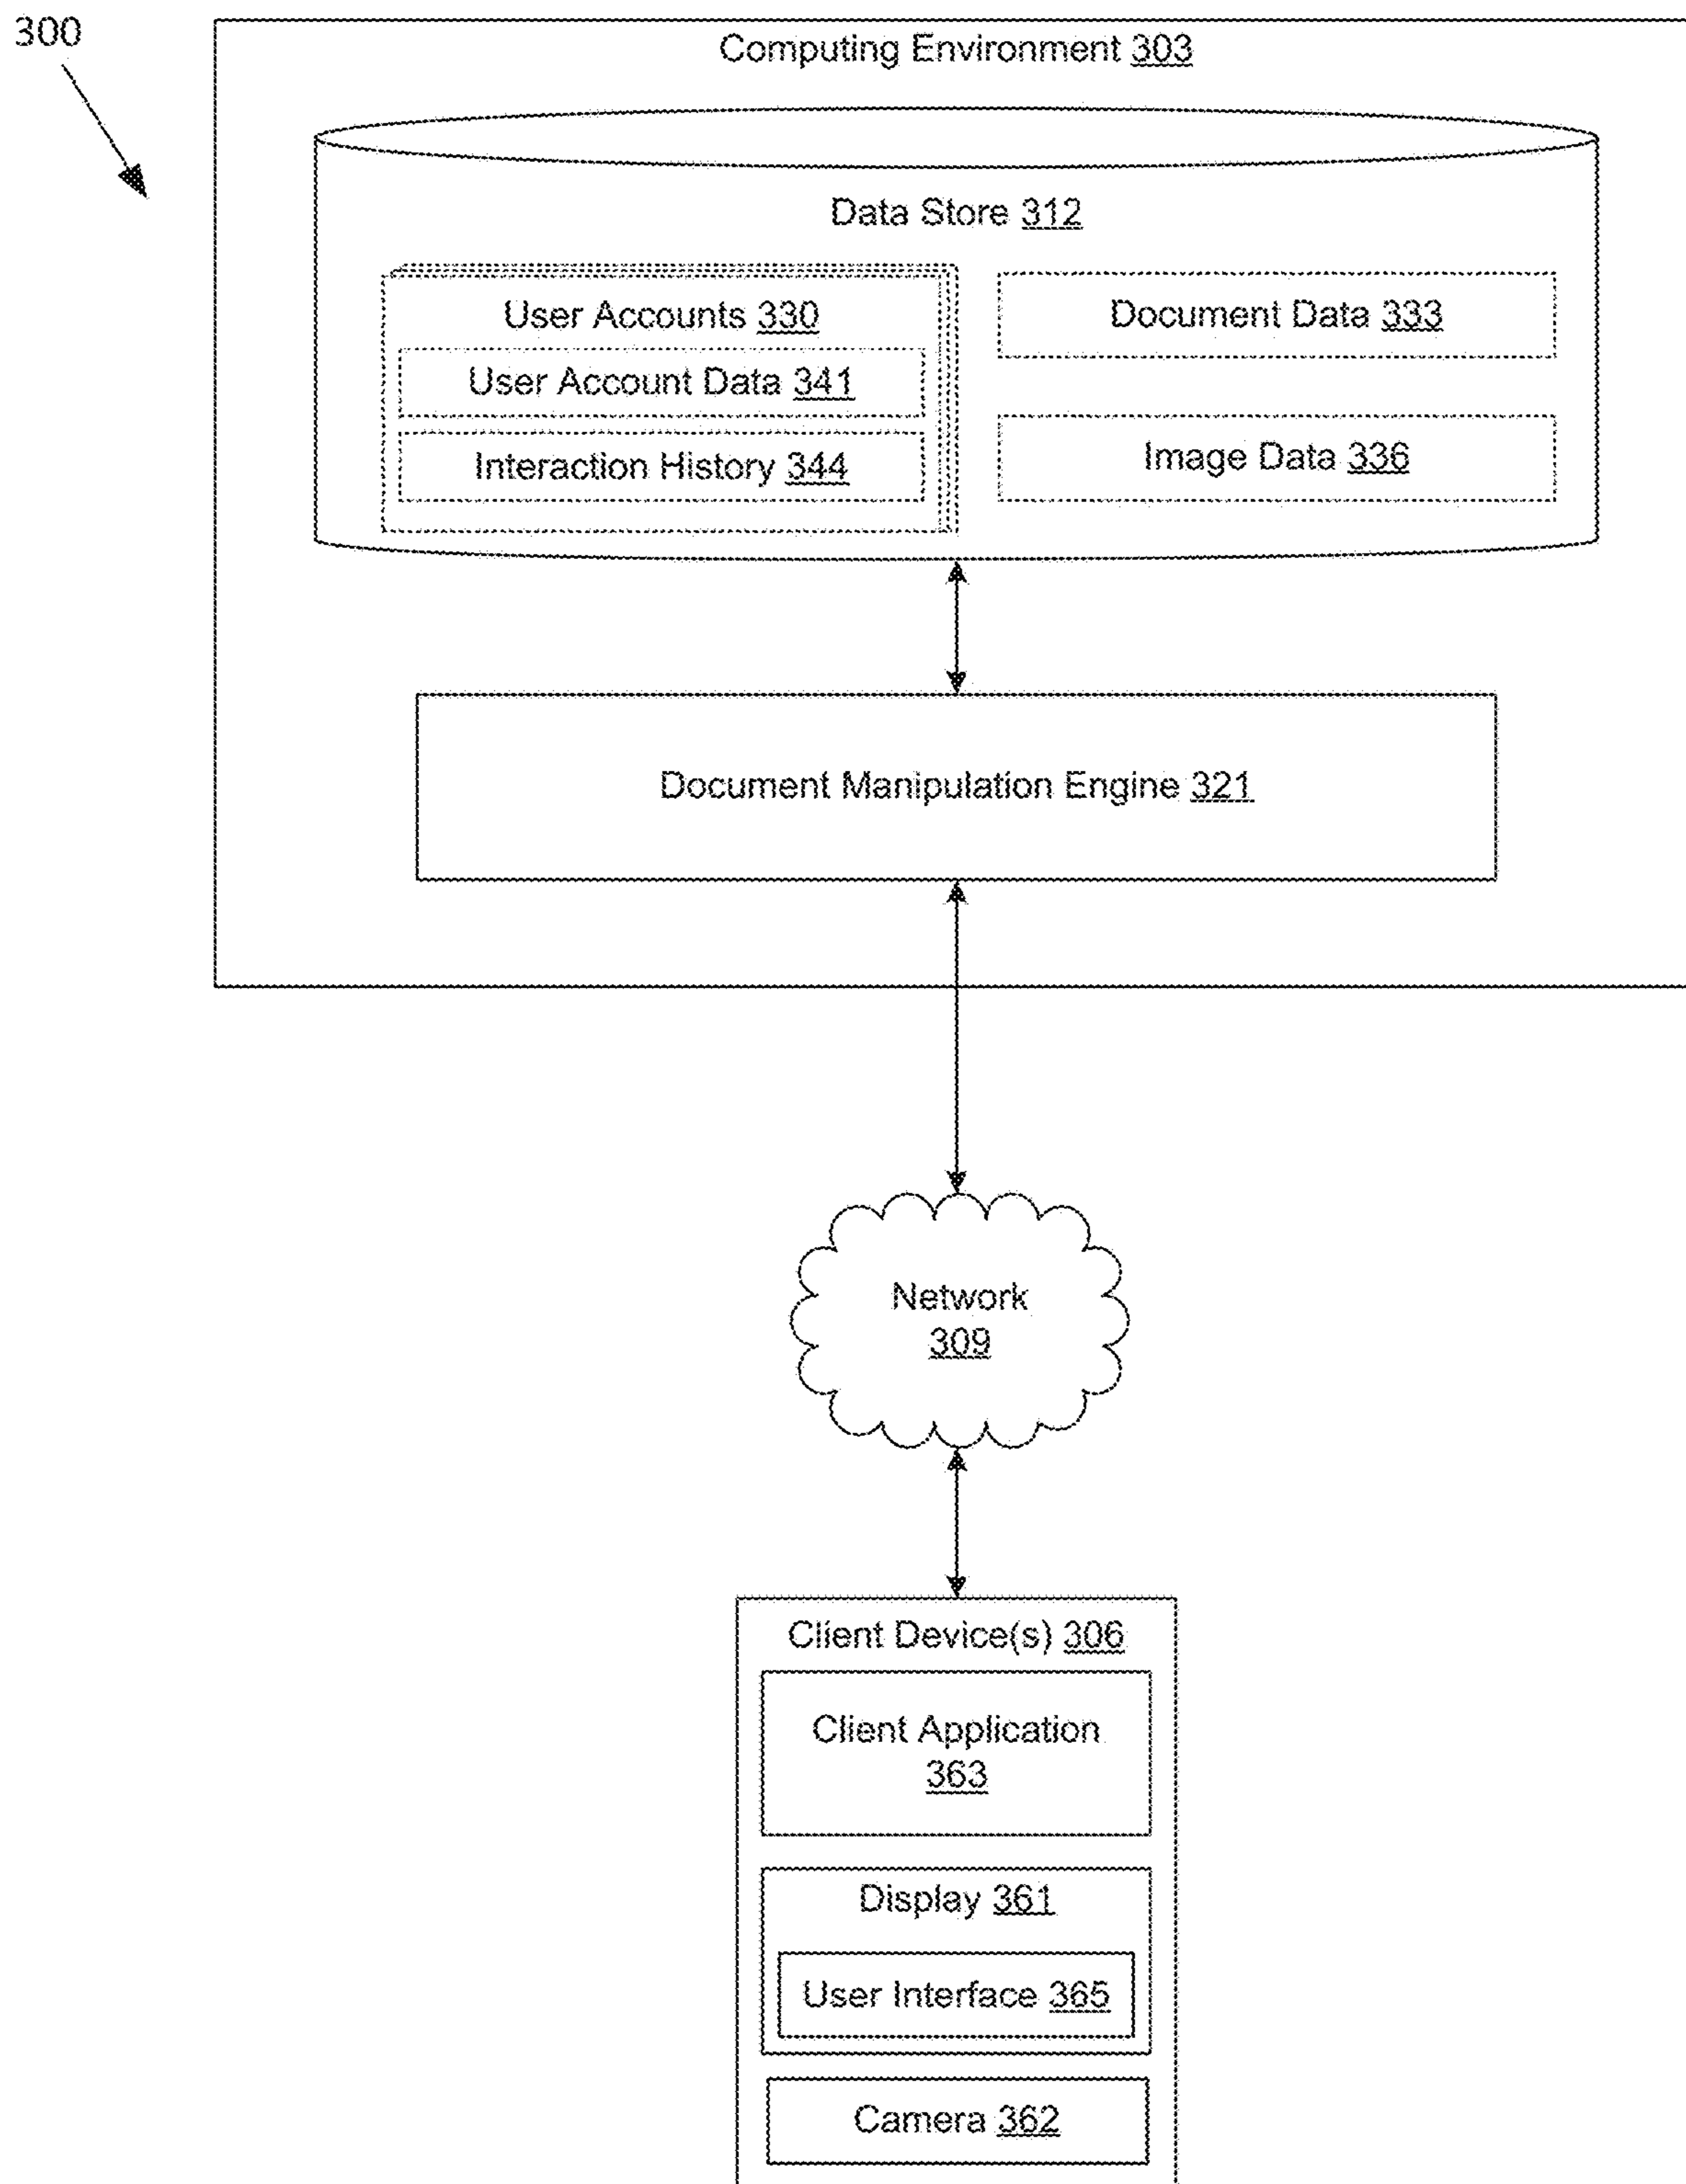 300
Computing Environment 303
Data Store 312
User Accounts 330
User Account Data 341
Interaction History 344
Document Data 333
Image Data 336
Document Manipulation Engine 321
Network
309
Client Device(s) 306
Client Application
363
Display 361
User Interface 365
Camera 362